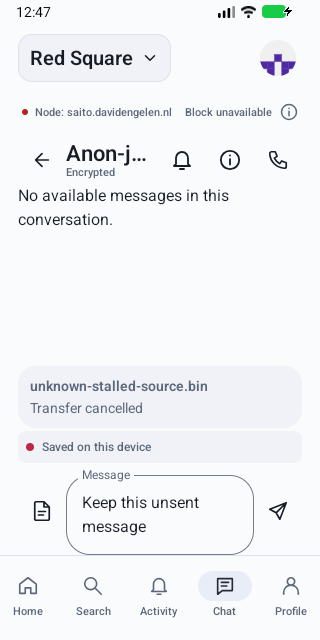 12:47
Red Square
Node: saito.davidengelen.nl Block unavailable
Anon-j...
Encrypted
No available messages in this
conversation.
unknown-stalled-source.bin
Transfer cancelled
Saved on this device
Message
Keep this unsent
message
Home Search Activity Chat Profile